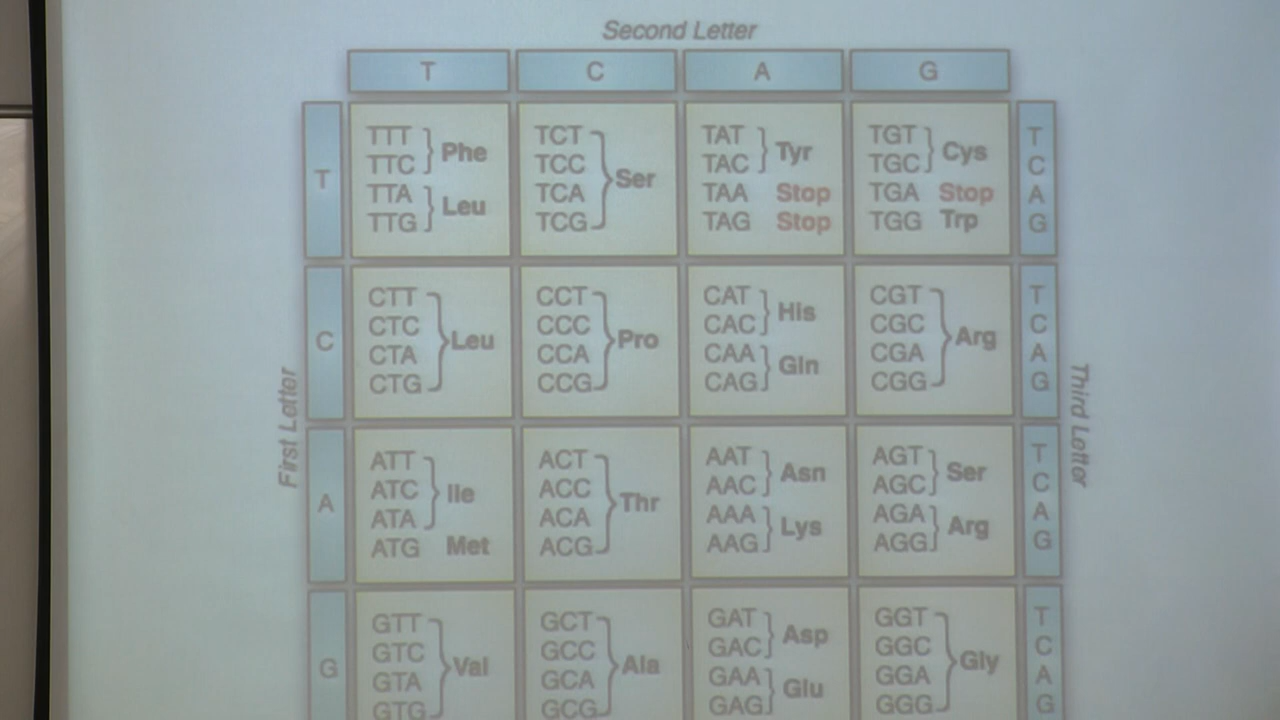 Second Letter
T C A G
T
TTT
TTC
Phe
TTA
TTG
Leu
TCT
TCC
TCA
TCG
Ser
TAT
TAC
Tyr
TAA Stop
TAG Stop
TGT
TGC
Cys
TGA Stop
TGG Trp
T
C
A
G
C
CTT
CTC
CTA
CTG
Leu
CCT
CCC
CCA
CCG
Pro
CAT
CAC
His
CAA
CAG
Gln
CGT
CGC
CGA
CGG
Arg
T
C
A
G
First Letter
Third Letter
A
ATT
ATC
ATA
Ile
ATG Met
ACT
ACC
ACA
ACG
Thr
AAT
AAC
Asn
AAA
AAG
Lys
AGT
AGC
Ser
AGA
AGG
Arg
T
C
A
G
G
GTT
GTC
GTA
GTG
Val
GCT
GCC
GCA
GCG
Ala
GAT
GAC
Asp
GAA
GAG
Glu
GGT
GGC
GGA
GGG
Gly
T
C
A
G